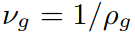 ν_g = 1/ρ_g